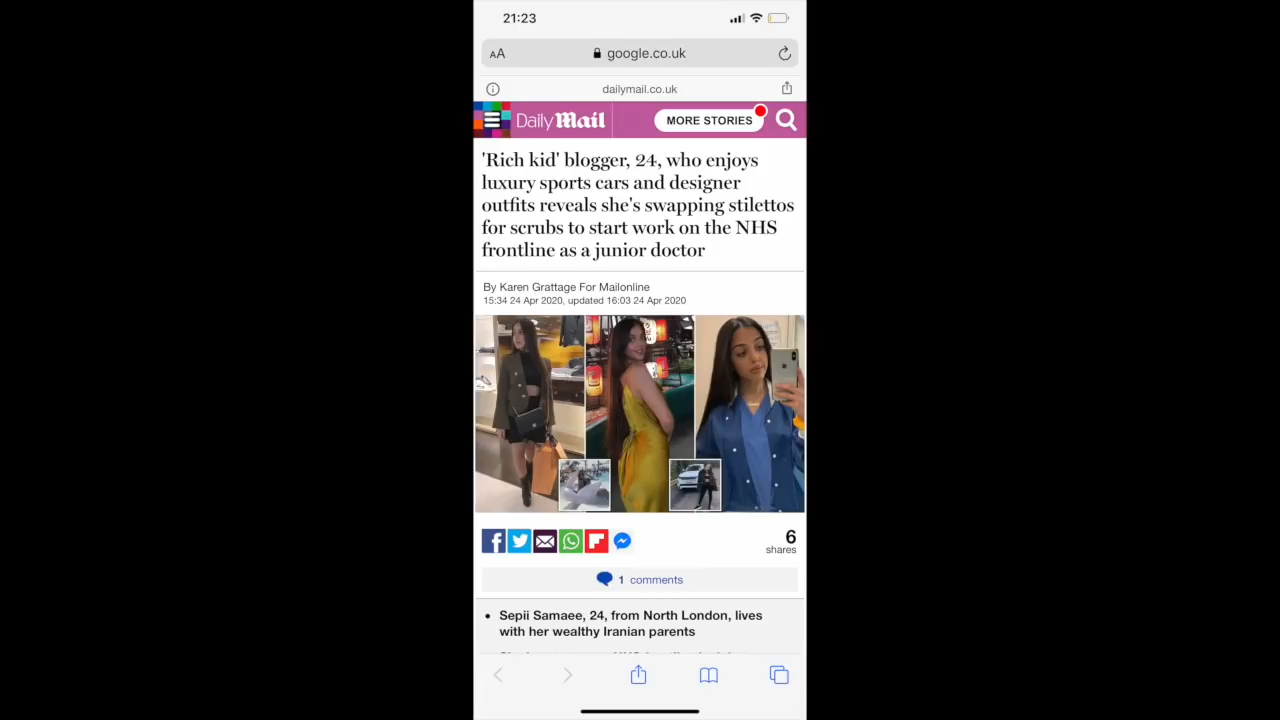 21:23
AA
google.co.uk
dailymail.co.uk
Daily Mail
MORE STORIES
'Rich kid' blogger, 24, who enjoys
luxury sports cars and designer
outfits reveals she's swapping stilettos
for scrubs to start work on the NHS
frontline as a junior doctor
By Karen Grattage For Mailonline
15:34 24 Apr 2020, updated 16:03 24 Apr 2020
6
shares
1 comments
• Sepii Samaee, 24, from North London, lives
with her wealthy Iranian parents